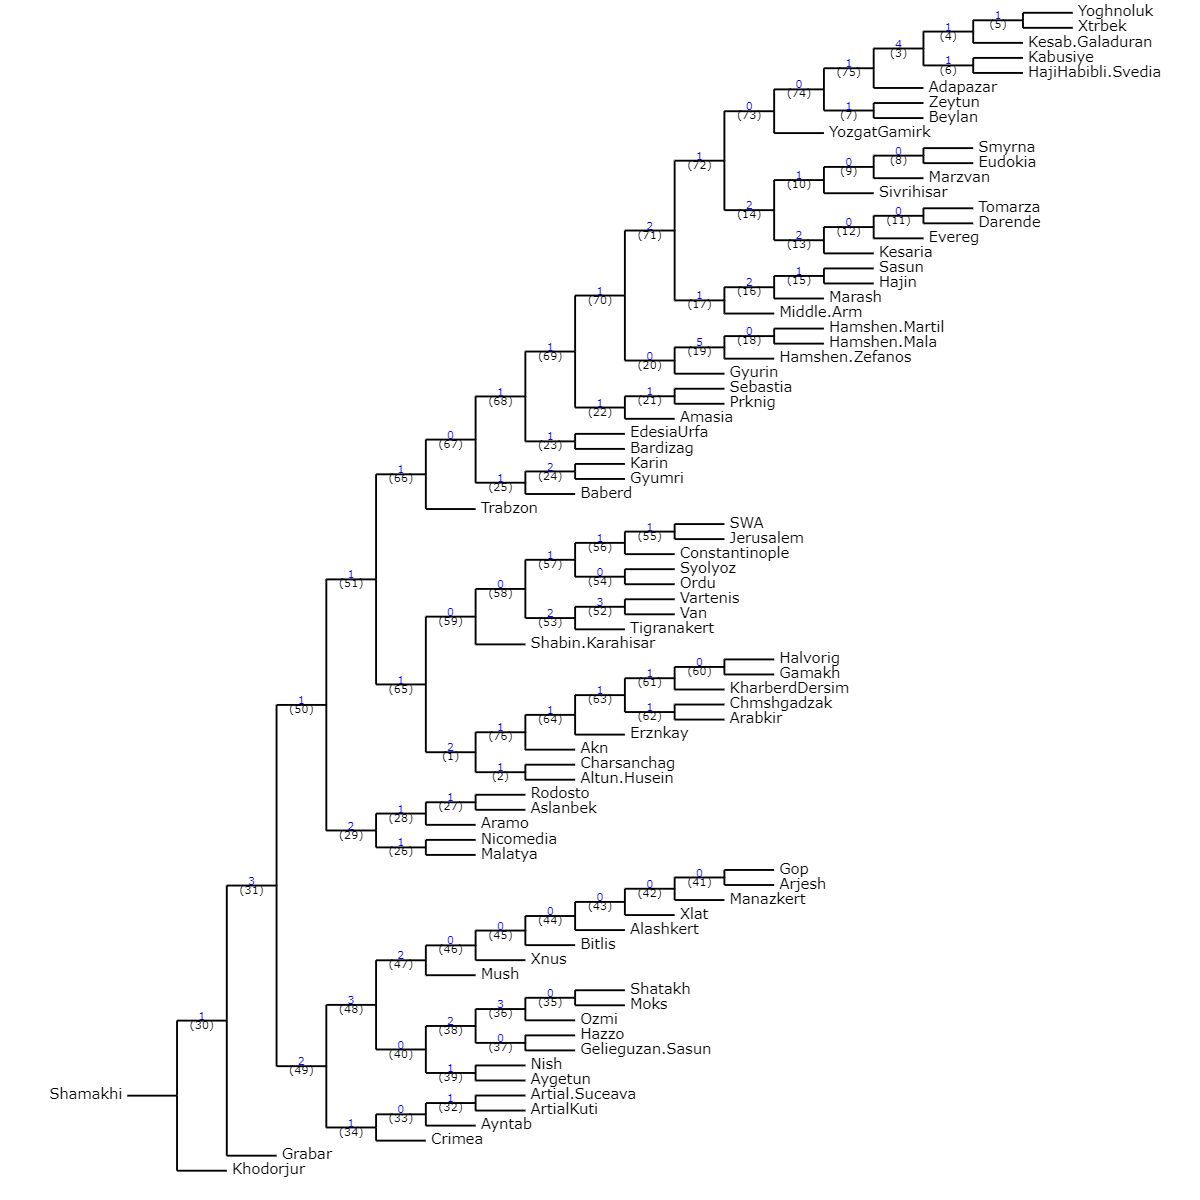 Yoghnoluk
1
(5)
Xtrbek
1
(4)
Kesab.Galaduran
4
(3)
Kabusiye
1
(6)
HajiHabibli.Svedia
1
(75)
Adapazar
0
(74)
Zeytun
1
(7)
Beylan
0
(73)
YozgatGamirk
Smyrna
0
(8)
Eudokia
1
(72)
0
(9)
Marzvan
1
(10)
Sivrihisar
2
(14)
Tomarza
0
(11)
Darende
0
(12)
Evereg
2
(13)
Kesaria
2
(71)
Sasun
1
(15)
Hajin
2
(16)
Marash
1
(17)
Middle.Arm
1
(70)
Hamshen.Martil
0
(18)
Hamshen.Mala
5
(19)
Hamshen.Zefanos
0
(20)
Gyurin
1
(69)
Sebastia
1
(21)
Prknig
1
(22)
Amasia
1
(68)
EdesiaUrfa
1
(23)
Bardizag
0
(67)
Karin
2
(24)
Gyumri
1
(25)
Baberd
1
(66)
Trabzon
SWA
1
(55)
Jerusalem
1
(56)
Constantinople
1
(57)
Syolyoz
0
(54)
Ordu
1
(51)
0
(58)
Vartenis
3
(52)
Van
2
(53)
Tigranakert
0
(59)
Shabin.Karahisar
Halvorig
0
(60)
Gamakh
1
(61)
KharberdDersim
1
(65)
1
(63)
Chmshgadzak
1
(62)
Arabkir
1
(64)
Erznkay
1
(76)
Akn
2
(1)
Charsanchag
1
(2)
Altun.Husein
1
(50)
Rodosto
1
(27)
Aslanbek
1
(28)
Aramo
2
(29)
Nicomedia
1
(26)
Malatya
3
(31)
Gop
0
(41)
Arjesh
0
(42)
Manazkert
0
(43)
Xlat
0
(44)
Alashkert
0
(45)
Bitlis
0
(46)
Xnus
2
(47)
Mush
3
(48)
Shatakh
0
(35)
Moks
3
(36)
Ozmi
2
(38)
Hazzo
0
(37)
Gelieguzan.Sasun
0
(40)
Nish
1
(39)
Aygetun
2
(49)
Artial.Suceava
1
(32)
ArtialKuti
0
(33)
Ayntab
1
(34)
Crimea
1
(30)
Shamakhi
Grabar
Khodorjur